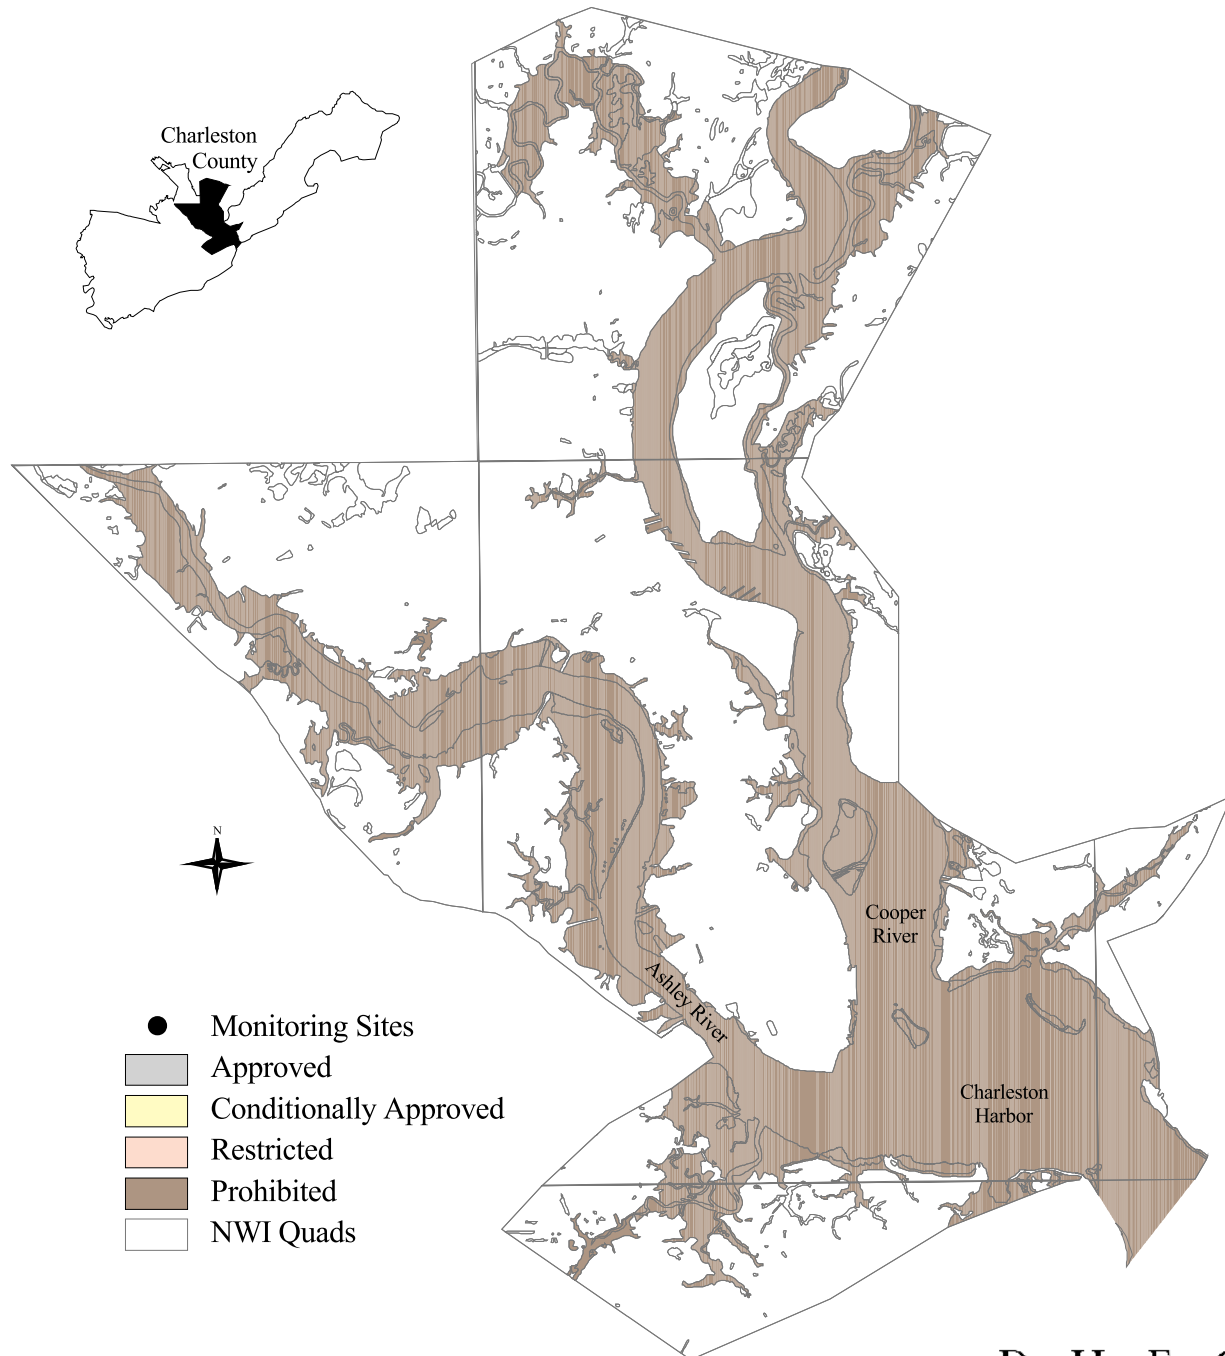 Charleston
County
N
Cooper
River
Ashley River
Charleston
Harbor
Monitoring Sites
Approved
Conditionally Approved
Restricted
Prohibited
NWI Quads